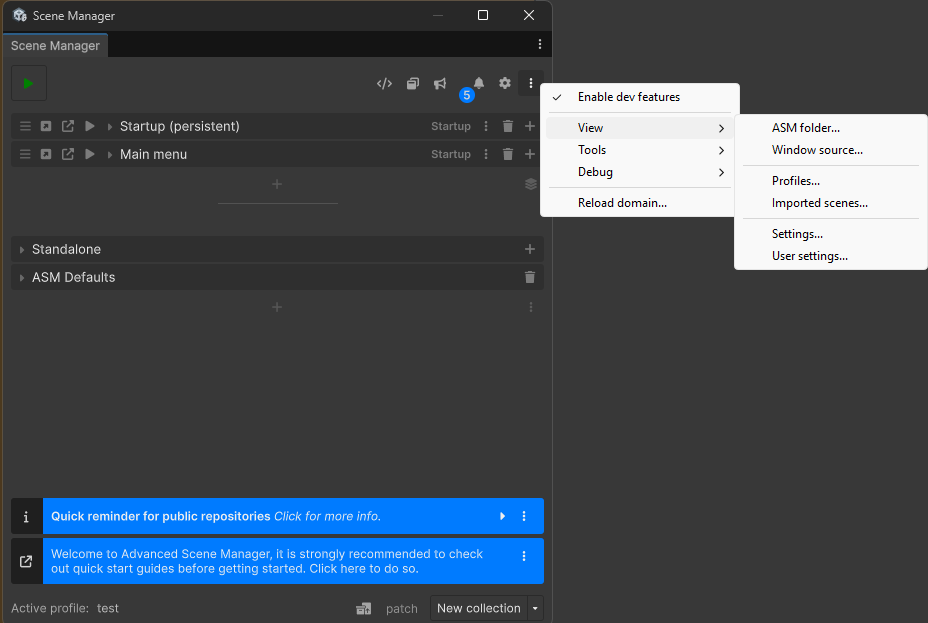 Scene Manager
Scene Manager
5
Enable dev features
View
Tools
Debug
Reload domain...
ASM folder...
Window source...
Profiles...
Imported scenes...
Settings...
User settings...
Startup (persistent) Startup
Main menu Startup
Standalone
ASM Defaults
Quick reminder for public repositories Click for more info.
Welcome to Advanced Scene Manager, it is strongly recommended to check
out quick start guides before getting started. Click here to do so.
Active profile: test patch New collection